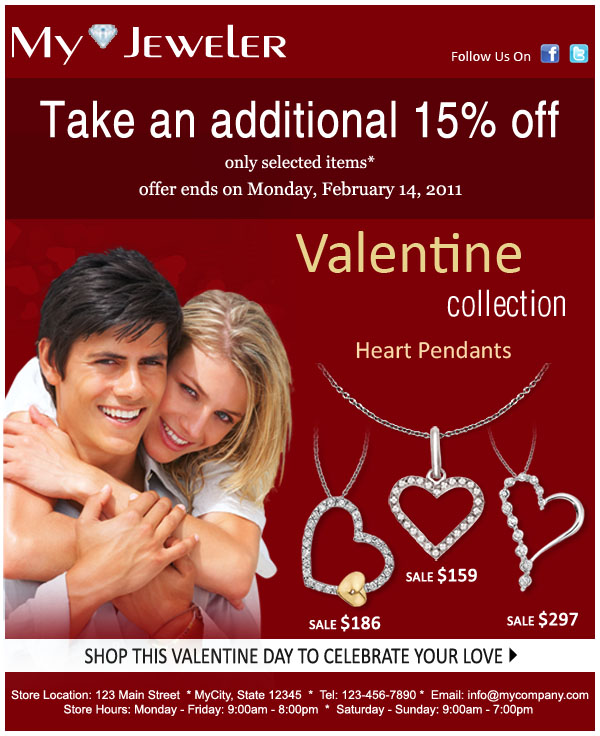 My Jeweler
Follow Us On
Take an additional 15% off
only selected items*
offer ends on Monday, February 14, 2011
Valentine
collection
Heart Pendants
SALE $159
SALE $186
SALE $297
SHOP THIS VALENTINE DAY TO CELEBRATE YOUR LOVE
Store Location: 123 Main Street * MyCity, State 12345 * Tel: 123-456-7890 * Email: info@mycompany.com
Store Hours: Monday - Friday: 9:00am - 8:00pm * Saturday - Sunday: 9:00am - 7:00pm